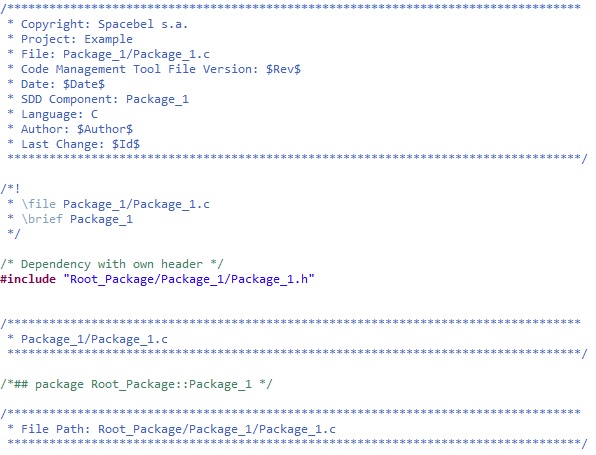 /******************************************************************************
 * Copyright: Spacebel s.a.
 * Project: Example
 * File: Package_1/Package_1.c
 * Code Management Tool File Version: $Rev$
 * Date: $Date$
 * SDD Component: Package_1
 * Language: C
 * Author: $Author$
 * Last Change: $Id$
 ******************************************************************************/
/*!
 * \file Package_1/Package_1.c
 * \brief Package_1
 */
/* Dependency with own header */
#include "Root_Package/Package_1/Package_1.h"
/******************************************************************************
 * Package_1/Package_1.c
 ******************************************************************************/
/*## package Root_Package::Package_1 */
/******************************************************************************
 * File Path: Root_Package/Package_1/Package_1.c
 ******************************************************************************/